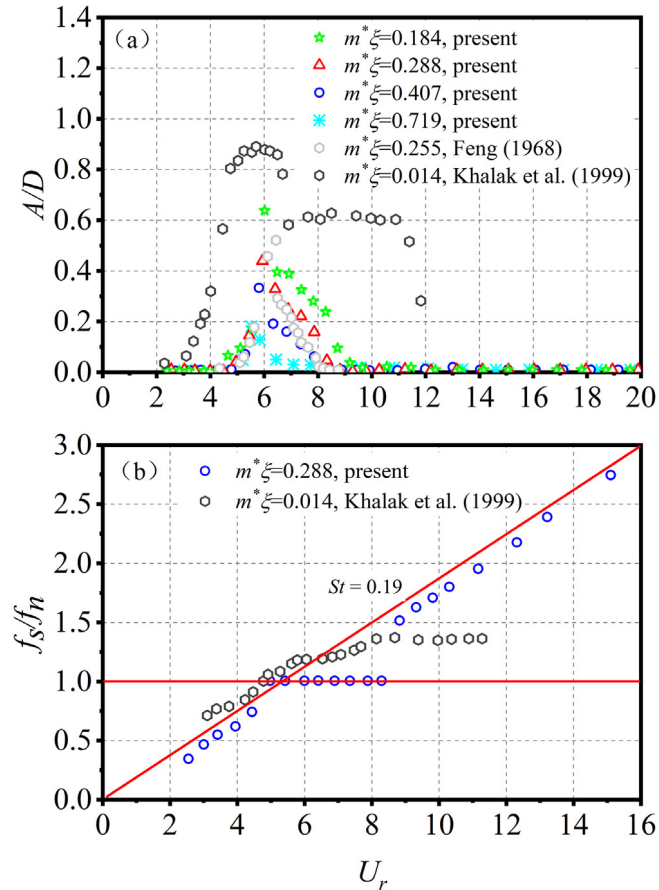 (a)
m*ξ=0.184, present
m*ξ=0.288, present
m*ξ=0.407, present
m*ξ=0.719, present
m*ξ=0.255, Feng (1968)
m*ξ=0.014, Khalak et al. (1999)
A/D
1.4
1.2
1.0
0.8
0.6
0.4
0.2
0.0
0 2 4 6 8 10 12 14 16 18 20
(b)
m*ξ=0.288, present
m*ξ=0.014, Khalak et al. (1999)
St = 0.19
fs/fn
3.0
2.5
2.0
1.5
1.0
0.5
0.0
0 2 4 6 8 10 12 14 16
Ur